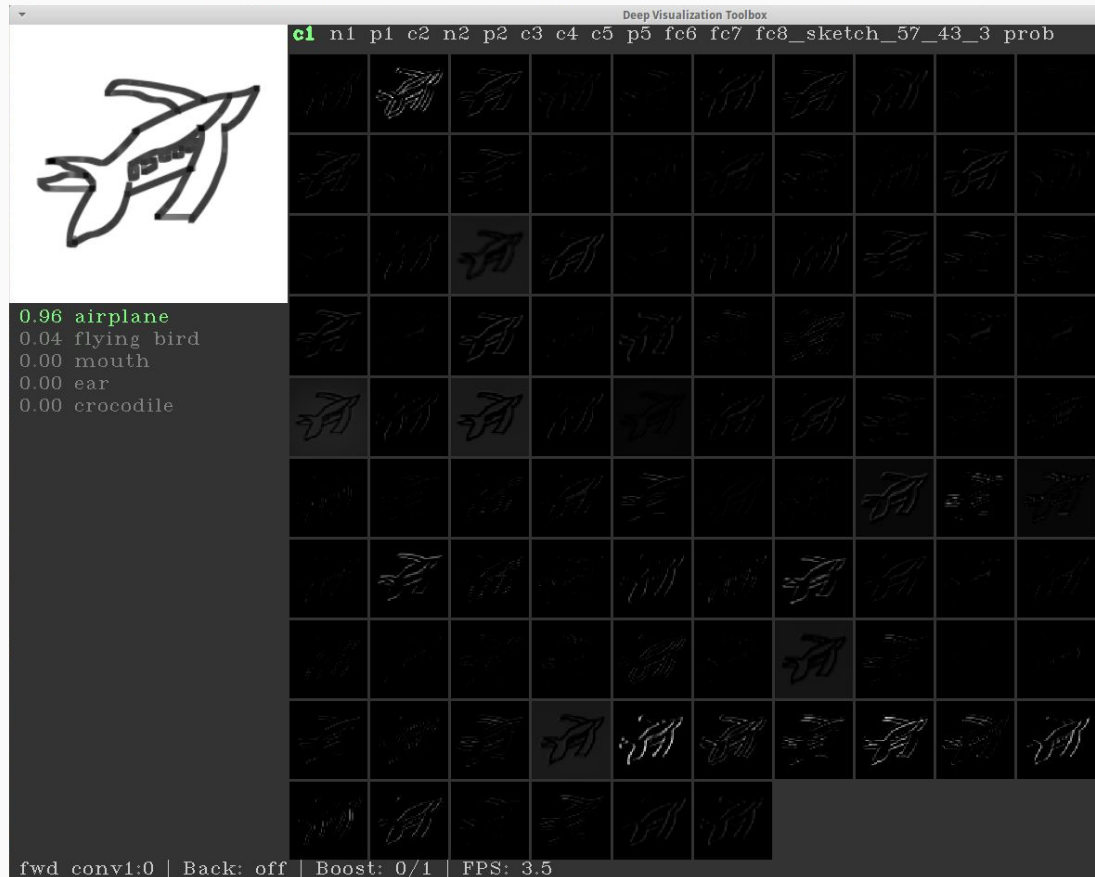 Deep Visualization Toolbox
c1 n1 p1 c2 n2 p2 c3 c4 c5 p5 fc6 fc7 fc8_sketch_57_43_3 prob
0.96 airplane
0.04 flying bird
0.00 mouth
0.00 ear
0.00 crocodile
fwd conv1:0 | Back: off | Boost: 0/1 | FPS: 3.5